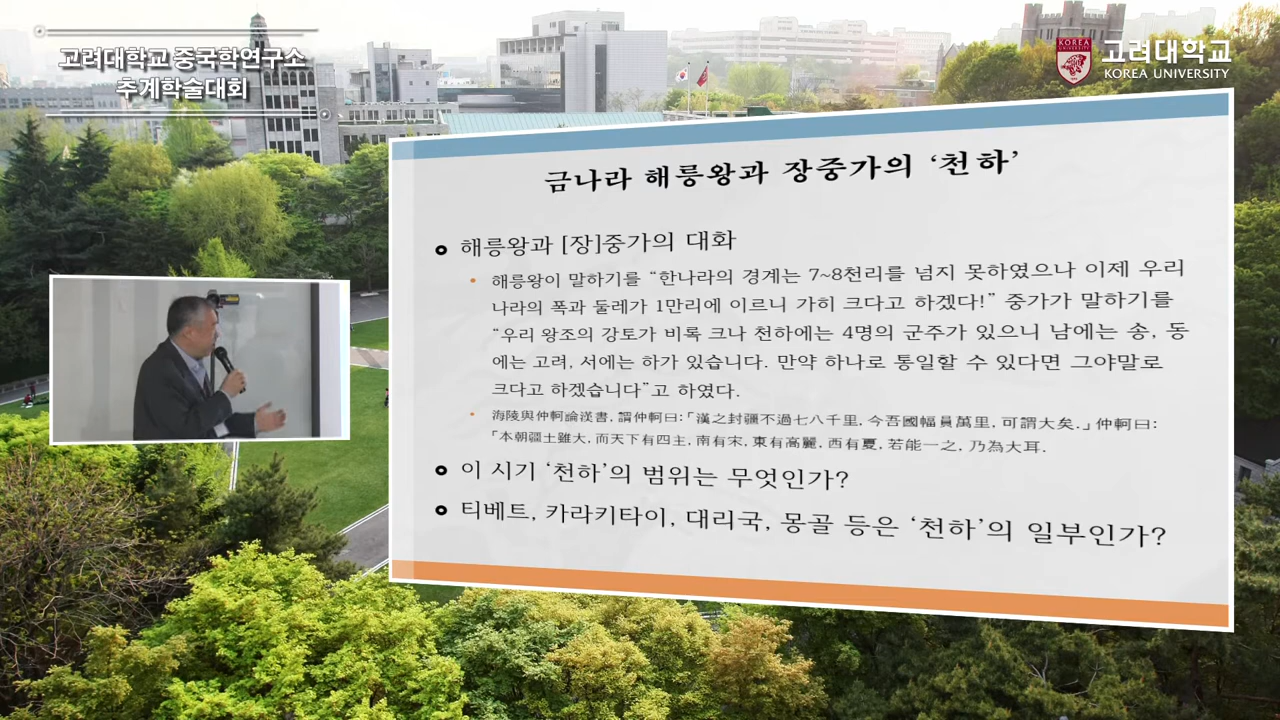 고려대학교 중국학연구소
추계학술대회
KOREA
UNIVERSITY
고려대학교
KOREA UNIVERSITY
금나라 해릉왕과 장중가의 ‘천하’
해릉왕과 [장]중가의 대화
해릉왕이 말하기를 “한나라의 경계는 7~8천리를 넘지 못하였으나 이제 우리
나라의 폭과 둘레가 1만리에 이르니 가히 크다고 하겠다!” 중가가 말하기를
“우리 왕조의 강토가 비록 크나 천하에는 4명의 군주가 있으니 남에는 송, 동
에는 고려, 서에는 하가 있습니다. 만약 하나로 통일할 수 있다면 그야말로
크다고 하겠습니다”고 하였다.
海陵與仲軻論漢書, 謂仲軻曰:「漢之封疆不過七八千里, 今吾國幅員萬里, 可謂大矣.」仲軻曰:
「本朝疆土雖大, 而天下有四主, 南有宋, 東有高麗, 西有夏, 若能一之, 乃為大耳.
이 시기 ‘천하’의 범위는 무엇인가?
티베트, 카라키타이, 대리국, 몽골 등은 ‘천하’의 일부인가?